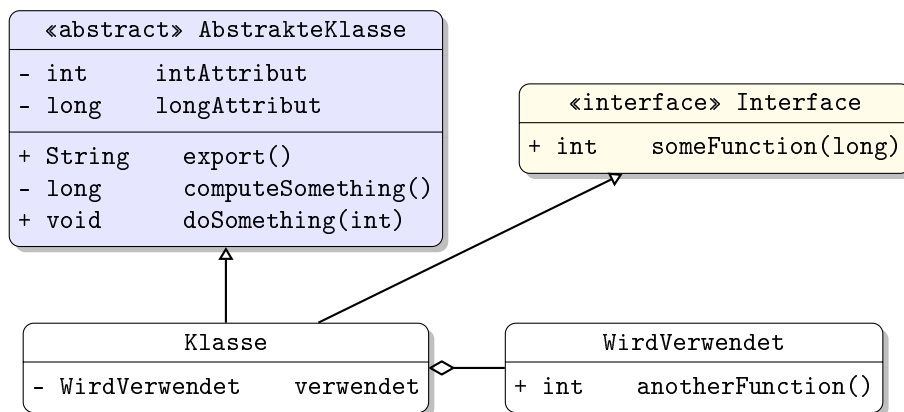 «abstract» AbstrakteKlasse
- int intAttribut
- long longAttribut
+ String export()
- long computeSomething()
+ void doSomething(int)
«interface» Interface
+ int someFunction(long)
Klasse
- WirdVerwendet verwendet
WirdVerwendet
+ int anotherFunction()